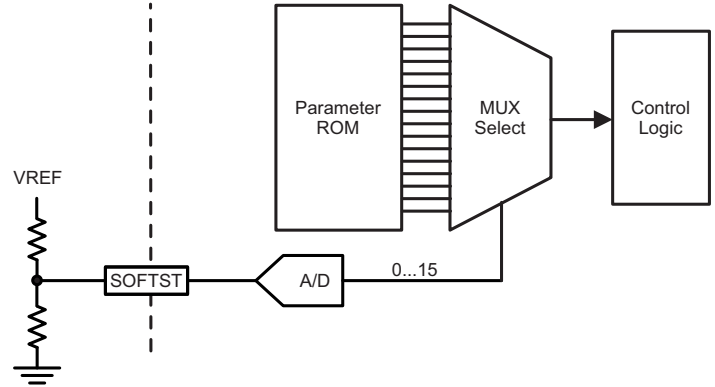 Parameter
ROM
MUX
Select
Control
Logic
VREF
SOFTST
A/D
0...15